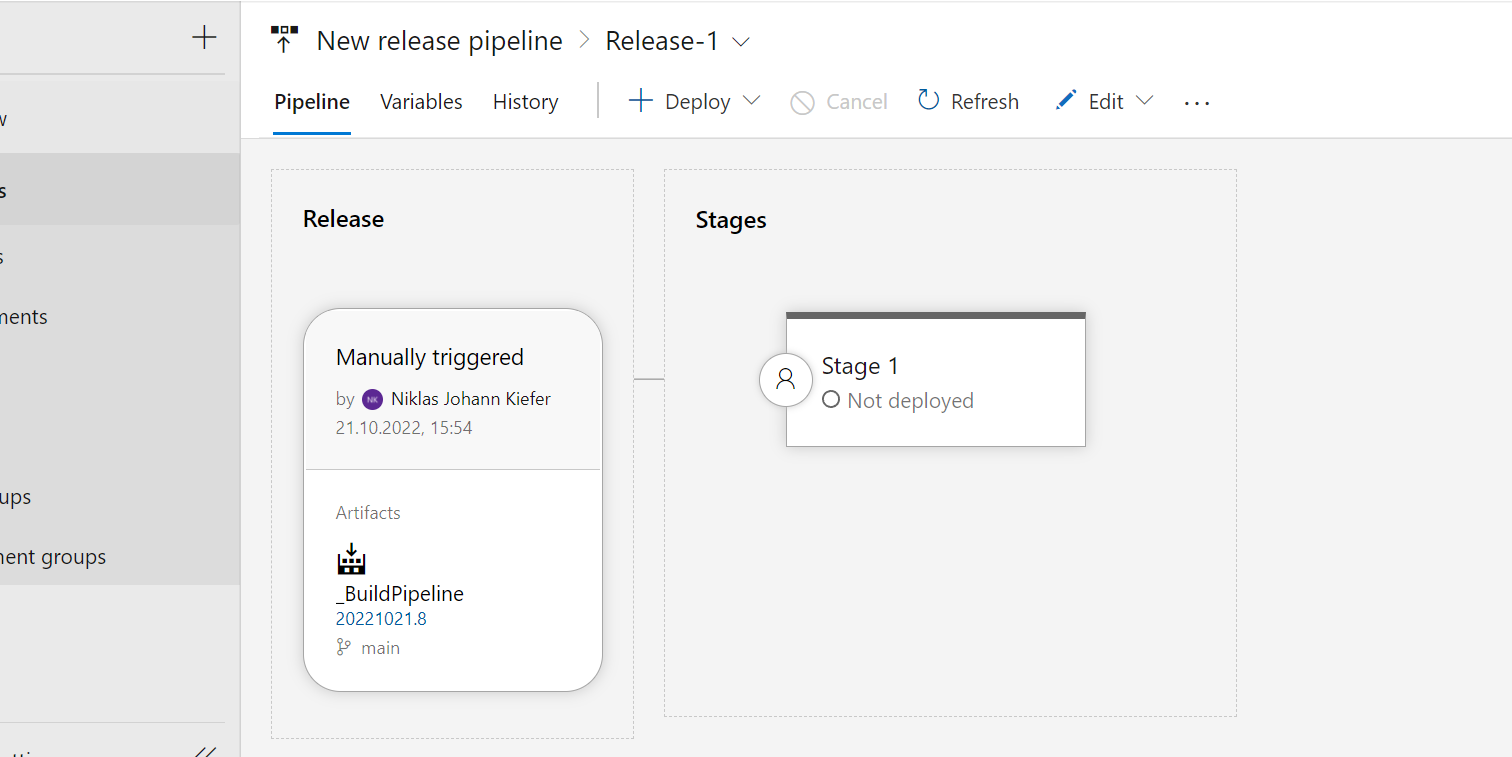 New release pipeline > Release-1
Pipeline Variables History Deploy Cancel Refresh Edit ...
Release
Stages
Manually triggered
by NK Niklas Johann Kiefer
21.10.2022, 15:54
Artifacts
_BuildPipeline
20221021.8
main
Stage 1
Not deployed
s
s
ments
ups
ment groups